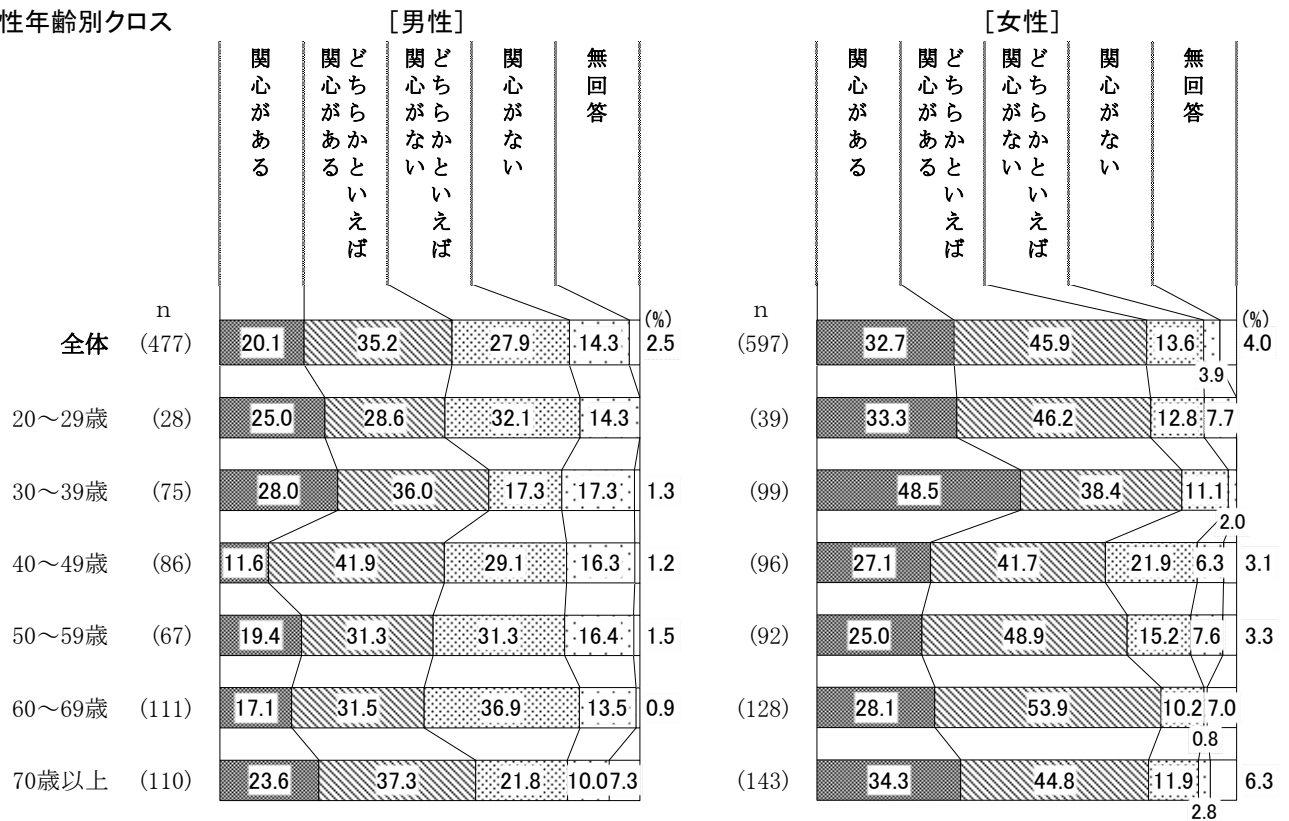 性年齢別クロス
［男性］
［女性］
関心がある
どちらかといえば
関心がある
どちらかといえば
関心がない
関心がない
無回答
関心がある
どちらかといえば
関心がある
どちらかといえば
関心がない
関心がない
無回答
n
(%)
n
(%)
全体 (477) 20.1 35.2 27.9 14.3 2.5 (597) 32.7 45.9 13.6 4.0
3.9
20～29歳 (28) 25.0 28.6 32.1 14.3 (39) 33.3 46.2 12.8 7.7
30～39歳 (75) 28.0 36.0 17.3 17.3 1.3 (99) 48.5 38.4 11.1
2.0
40～49歳 (86) 11.6 41.9 29.1 16.3 1.2 (96) 27.1 41.7 21.9 6.3 3.1
50～59歳 (67) 19.4 31.3 31.3 16.4 1.5 (92) 25.0 48.9 15.2 7.6 3.3
60～69歳 (111) 17.1 31.5 36.9 13.5 0.9 (128) 28.1 53.9 10.2 7.0
0.8
70歳以上 (110) 23.6 37.3 21.8 10.0 7.3 (143) 34.3 44.8 11.9 6.3
2.8